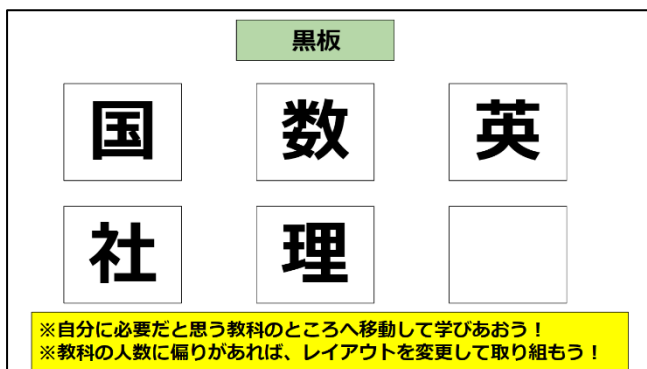 黒板
国 数 英
社 理
※自分に必要だと思う教科のところへ移動して学びあおう！
※教科の人数に偏りがあれば、レイアウトを変更して取り組もう！